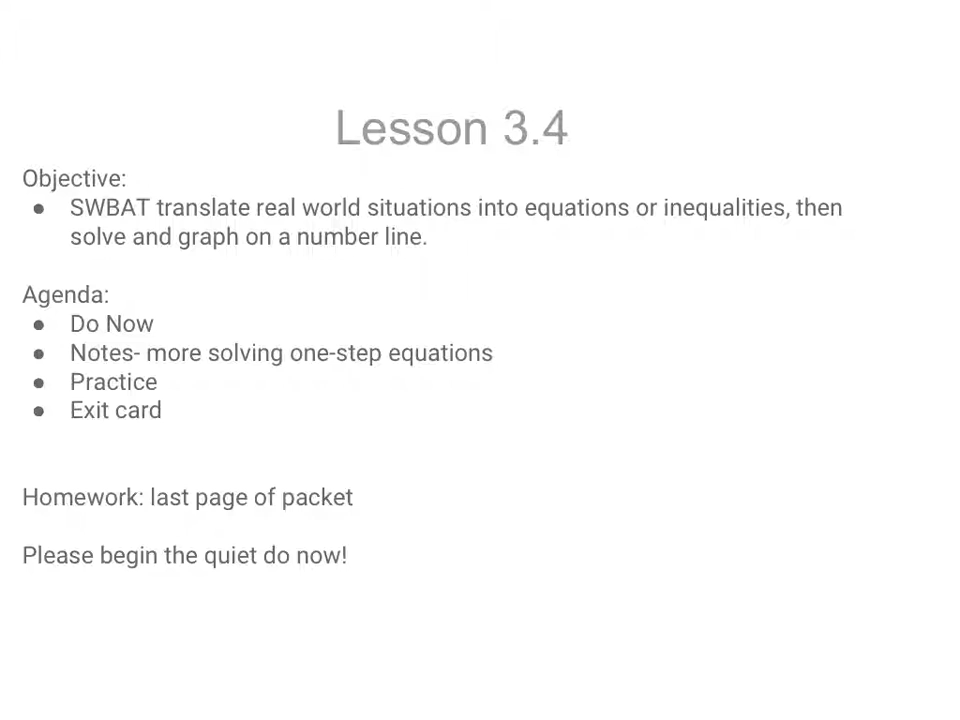 Lesson 3.4
Objective:
● SWBAT translate real world situations into equations or inequalities, then
solve and graph on a number line.
Agenda:
● Do Now
● Notes- more solving one-step equations
● Practice
● Exit card
Homework: last page of packet
Please begin the quiet do now!